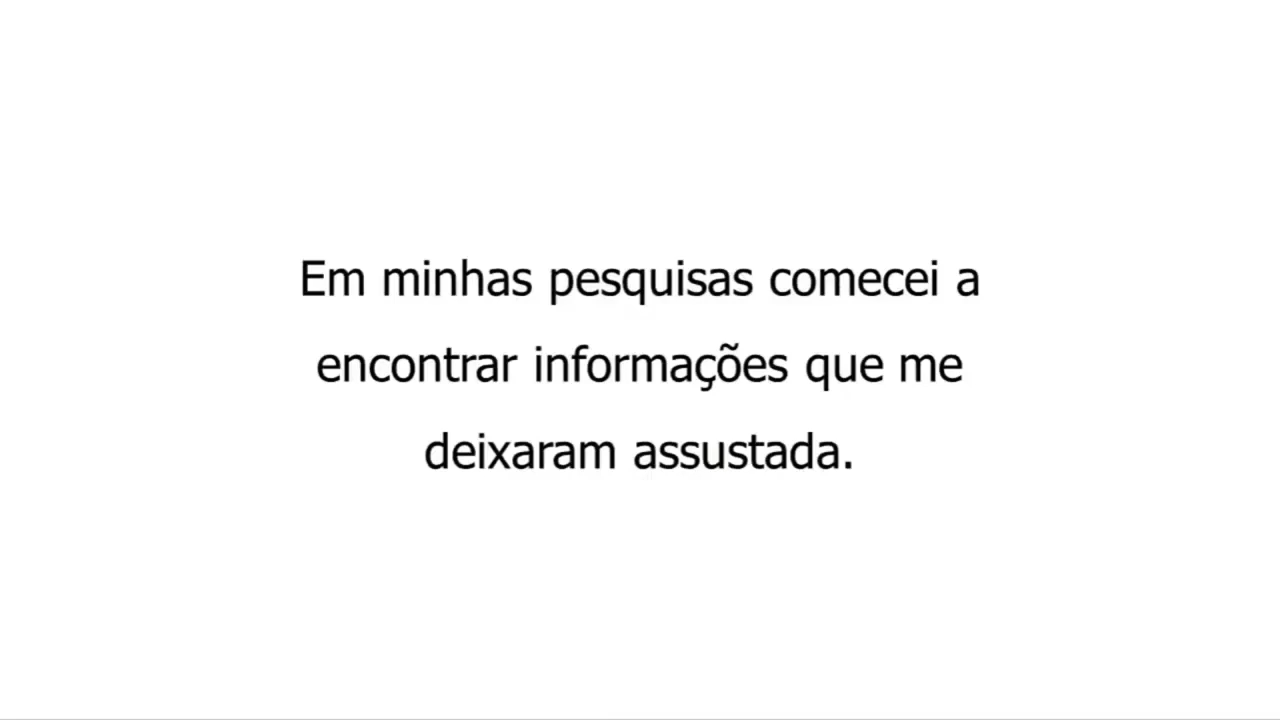 Em minhas pesquisas comecei a
encontrar informações que me
deixaram assustada.